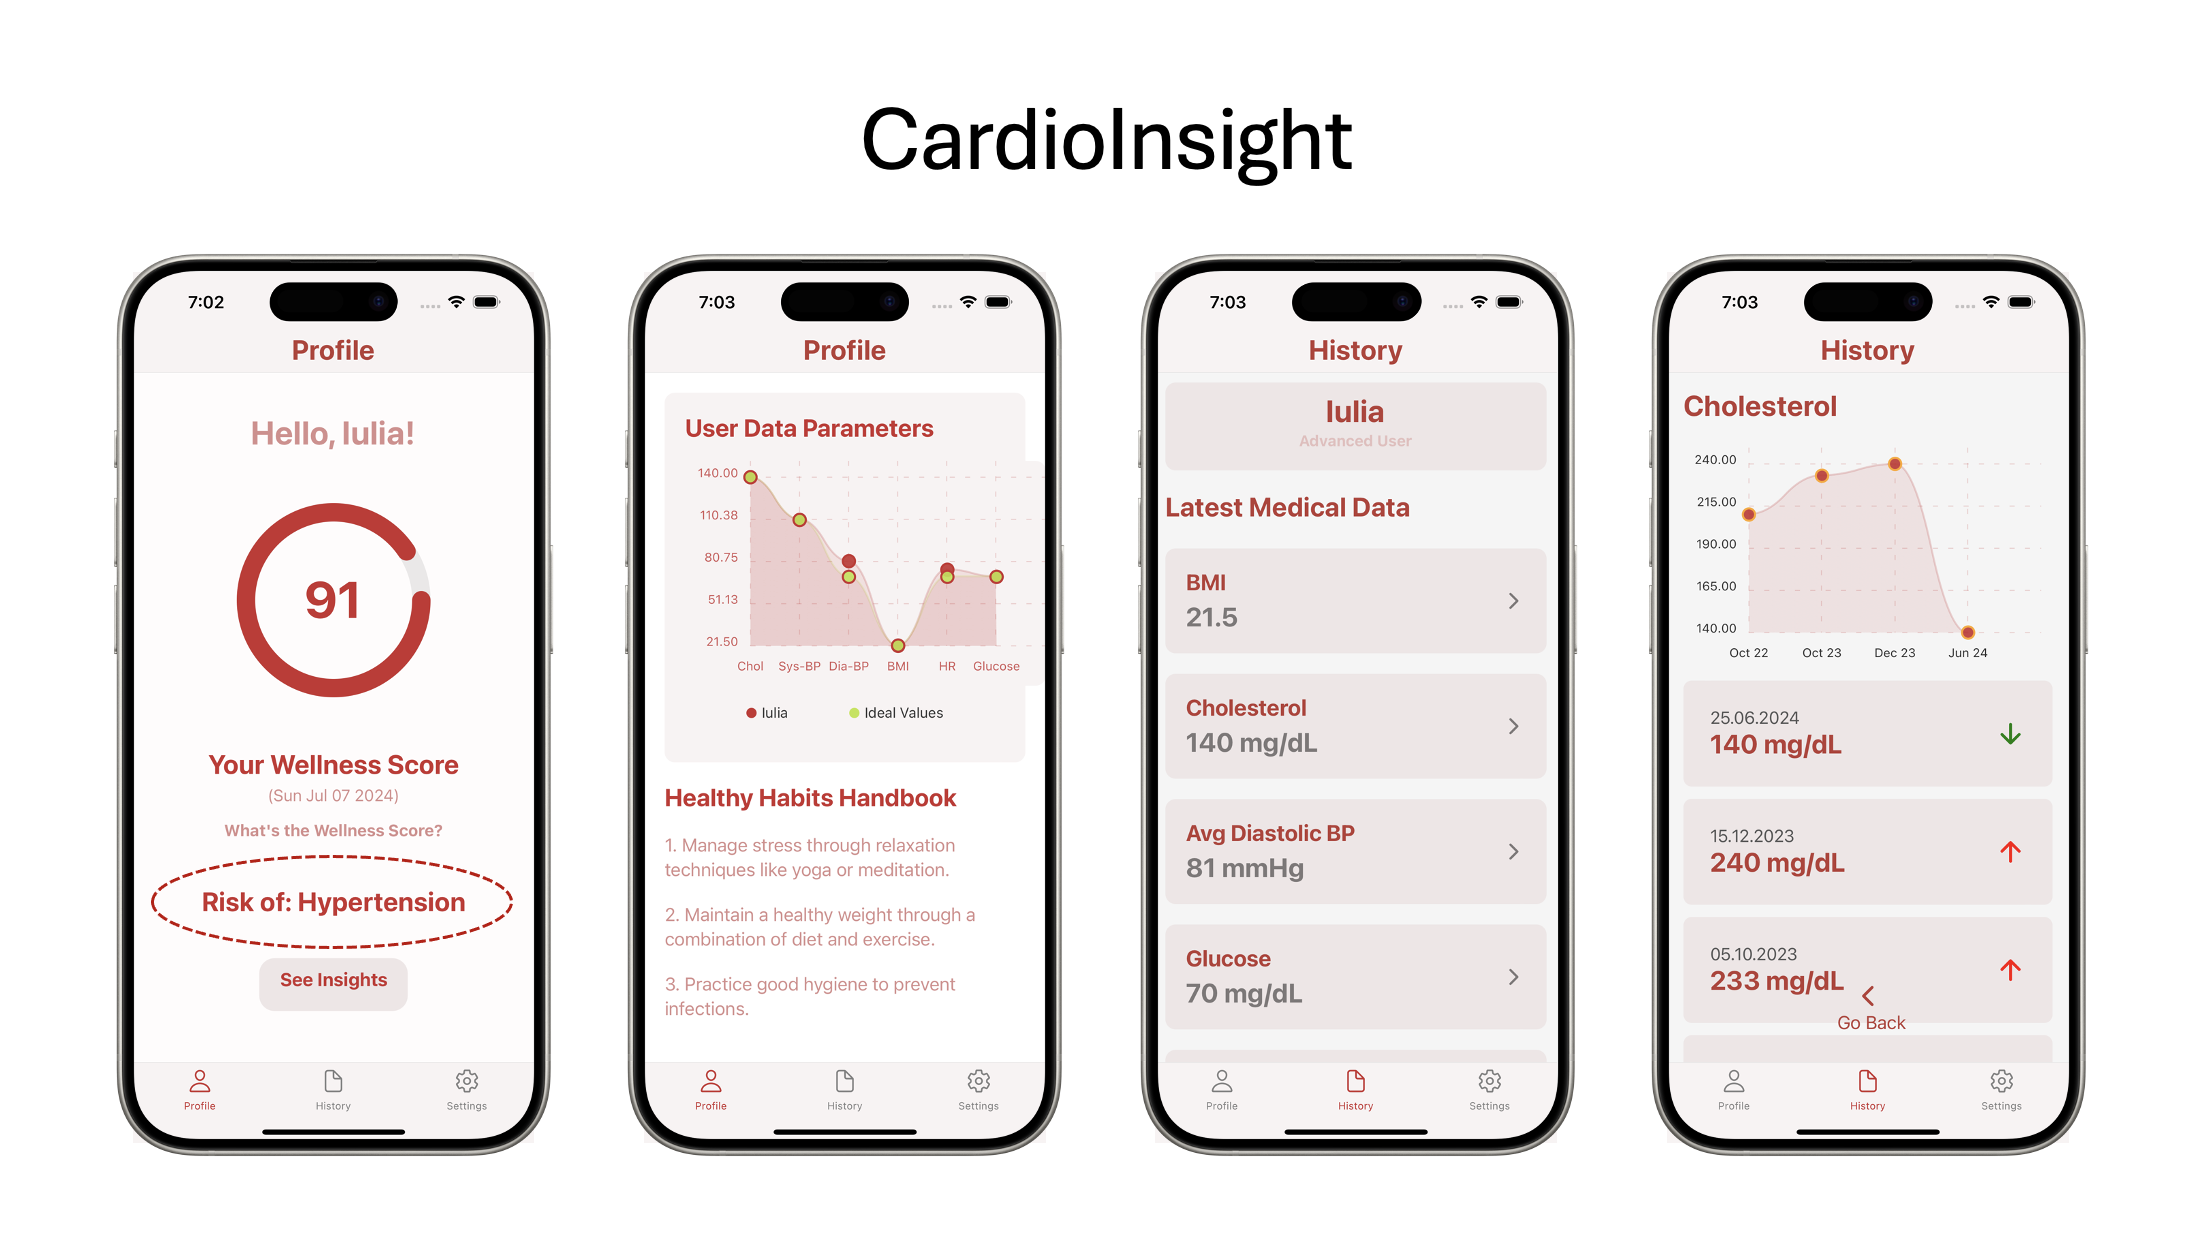 CardioInsight
7:02
Profile
Hello, Iulia!
91
Your Wellness Score
(Sun Jul 07 2024)
What's the Wellness Score?
Risk of: Hypertension
See Insights
Profile
History
Settings
7:03
Profile
User Data Parameters
140.00
110.38
80.75
51.13
21.50
Chol Sys-BP Dia-BP BMI HR Glucose
Iulia
Ideal Values
Healthy Habits Handbook
1. Manage stress through relaxation
techniques like yoga or meditation.
2. Maintain a healthy weight through a
combination of diet and exercise.
3. Practice good hygiene to prevent
infections.
Profile
History
Settings
7:03
History
Iulia
Advanced User
Latest Medical Data
BMI
21.5
Cholesterol
140 mg/dL
Avg Diastolic BP
81 mmHg
Glucose
70 mg/dL
Profile
History
Settings
7:03
History
Cholesterol
240.00
215.00
190.00
165.00
140.00
Oct 22 Oct 23 Dec 23 Jun 24
25.06.2024
140 mg/dL
15.12.2023
240 mg/dL
05.10.2023
233 mg/dL
Go Back
Profile
History
Settings